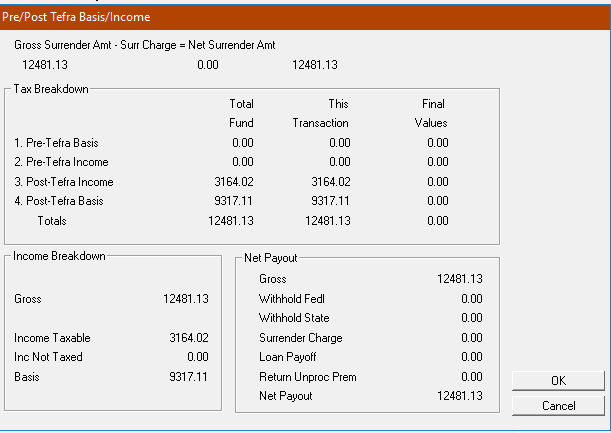 Pre/Post Tefra Basis/Income
Gross Surrender Amt - Surr Charge = Net Surrender Amt
12481.13 0.00 12481.13
Tax Breakdown
Total This Final
Fund Transaction Values
1. Pre-Tefra Basis 0.00 0.00 0.00
2. Pre-Tefra Income 0.00 0.00 0.00
3. Post-Tefra Income 3164.02 3164.02 0.00
4. Post-Tefra Basis 9317.11 9317.11 0.00
Totals 12481.13 12481.13 0.00
Income Breakdown
Gross 12481.13
Income Taxable 3164.02
Inc Not Taxed 0.00
Basis 9317.11
Net Payout
Gross 12481.13
Withhold Fedl 0.00
Withhold State 0.00
Surrender Charge 0.00
Loan Payoff 0.00
Return Unproc Prem 0.00
Net Payout 12481.13
OK
Cancel